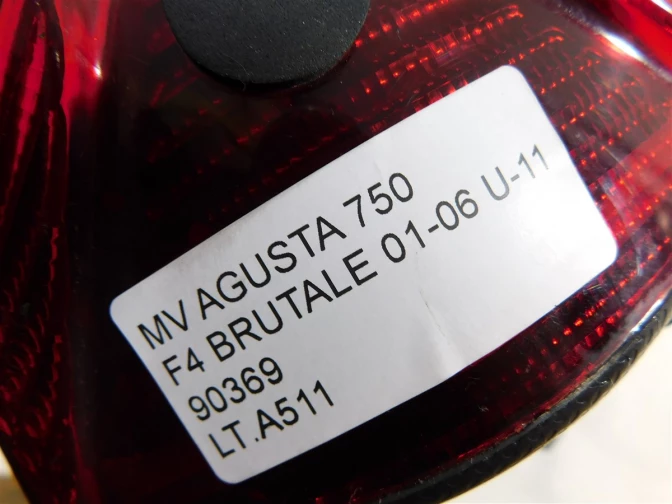 MV AGUSTA 750
F4 BRUTALE 01-06 U-11
90369
LT.A511